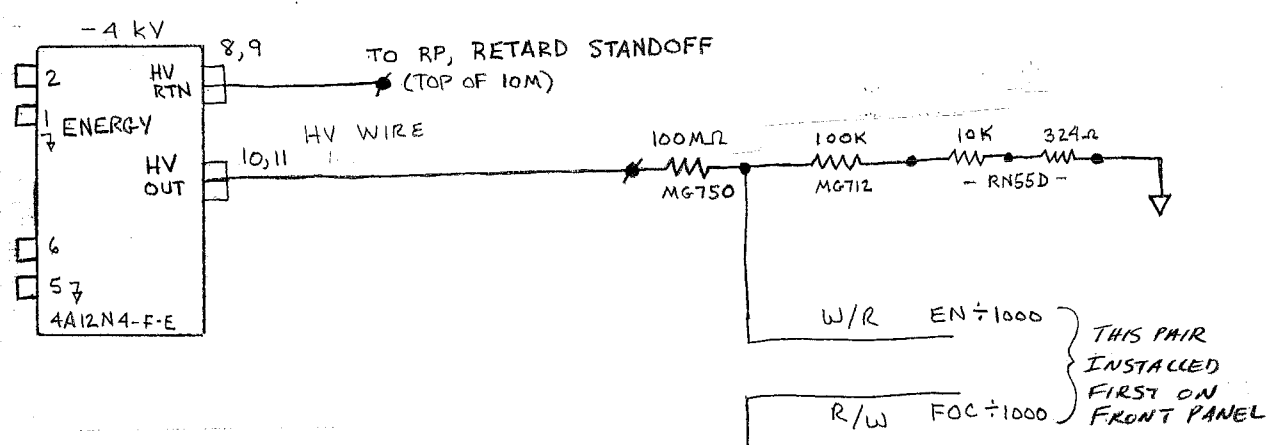 -4 kV
8,9
2
HV
RTN
TO RP, RETARD STANDOFF
(TOP OF 10M)
1
7
ENERGY
HV WIRE
10,11
HV
OUT
100MΩ
MG750
100K
MG712
10K
324Ω
- RN55D -
6
5
7
4A12N4-F-E
W/R EN÷1000
R/W FOC÷1000
THIS PAIR
INSTALLED
FIRST ON
FRONT PANEL